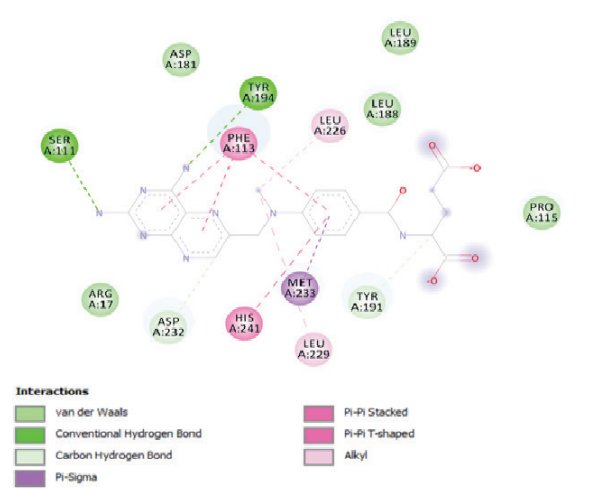 LEU
A:189
ASP
A:181
TYR
A:194
LEU
A:188
LEU
A:226
SER
A:111
PHE
A:113
N
O
O-
N
N
N
O
N
N
PRO
A:115
N
N
N
N
O
-O
ARG
A:17
MET
A:233
TYR
A:191
ASP
A:232
HIS
A:241
LEU
A:229
Interactions
van der Waals
Pi-Pi Stacked
Conventional Hydrogen Bond
Pi-Pi T-shaped
Carbon Hydrogen Bond
Alkyl
Pi-Sigma